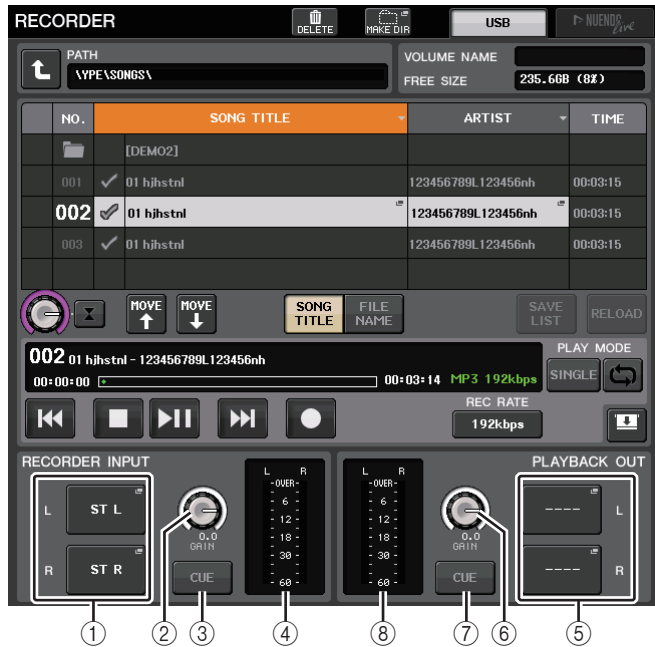 RECORDER
DELETE
MAKE DIR
USB
NUENDO Live
PATH
\YPE\SONGS\
VOLUME NAME
FREE SIZE
235.6GB (8%)
NO.
SONG TITLE
ARTIST
TIME
[DEMO2]
001 01 hjhstnl 123456789L123456nh 00:03:15
002 01 hjhstnl 123456789L123456nh 00:03:15
003 01 hjhstnl 123456789L123456nh 00:03:15
MOVE
MOVE
SONG TITLE
FILE NAME
SAVE LIST
RELOAD
002 01 hjhstnl - 123456789L123456nh
00:00:00
00:03:14 MP3 192kbps
PLAY MODE
SINGLE
REC RATE
192kbps
RECORDER INPUT
PLAYBACK OUT
L
ST L
R
ST R
0.0
GAIN
CUE
L R
-OVER-
- 6 -
- 12 -
- 18 -
- 30 -
- 60 -
L R
-OVER-
- 6 -
- 12 -
- 18 -
- 30 -
- 60 -
0.0
GAIN
CUE
----
L
----
R
① ② ③ ④ ⑧ ⑦ ⑥ ⑤